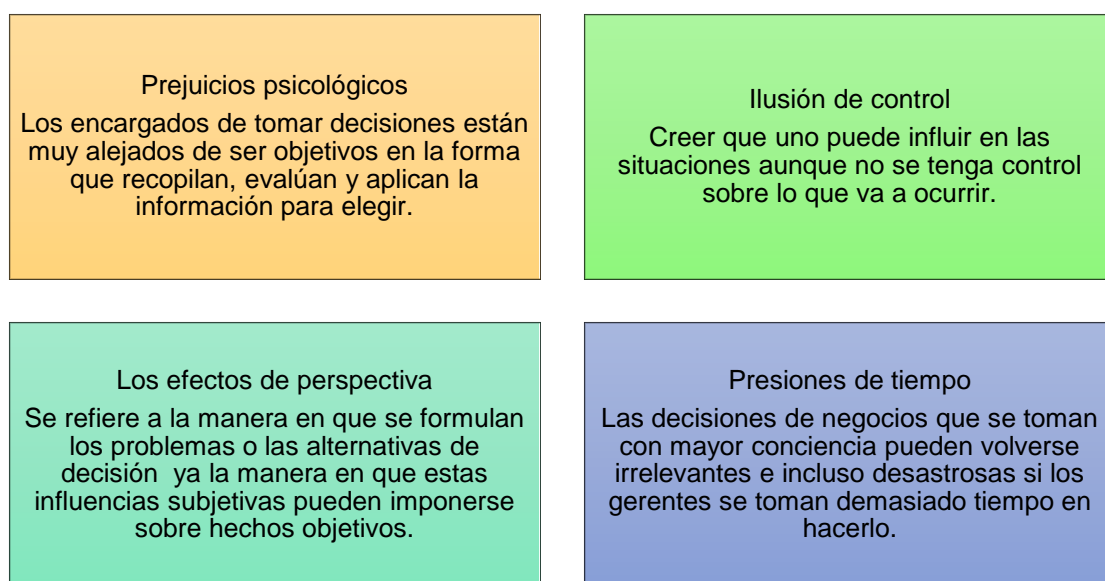 Prejuicios psicológicos
Los encargados de tomar decisiones están
muy alejados de ser objetivos en la forma
que recopilan, evalúan y aplican la
información para elegir.
Ilusión de control
Creer que uno puede influir en las
situaciones aunque no se tenga control
sobre lo que va a ocurrir.
Los efectos de perspectiva
Se refiere a la manera en que se formulan
los problemas o las alternativas de
decisión ya la manera en que estas
influencias subjetivas pueden imponerse
sobre hechos objetivos.
Presiones de tiempo
Las decisiones de negocios que se toman
con mayor conciencia pueden volverse
irrelevantes e incluso desastrosas si los
gerentes se toman demasiado tiempo en
hacerlo.